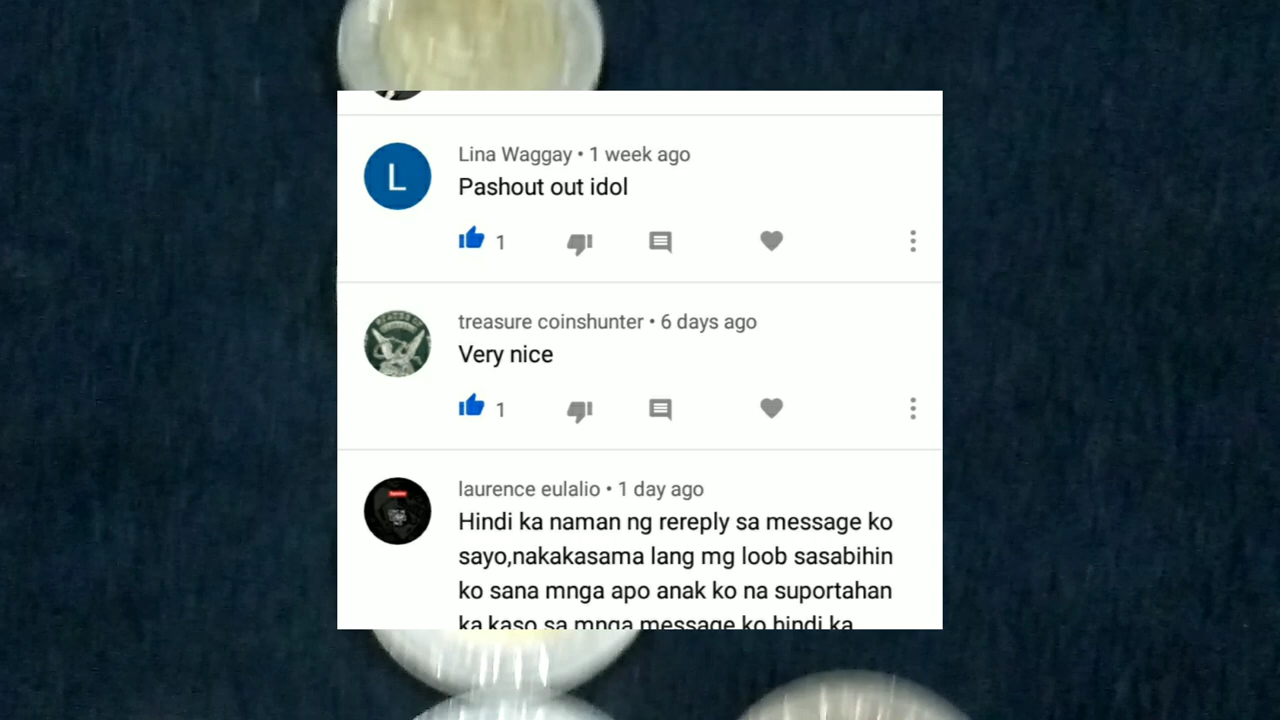 Lina Waggay • 1 week ago
Pashout out idol
1
treasure coinshunter • 6 days ago
Very nice
1
laurence eulalio • 1 day ago
Hindi ka naman ng rereply sa message ko
sayo,nakakasama lang mg loob sasabihin
ko sana mnga apo anak ko na suportahan
ka kaso sa mnga message ko hindi ka